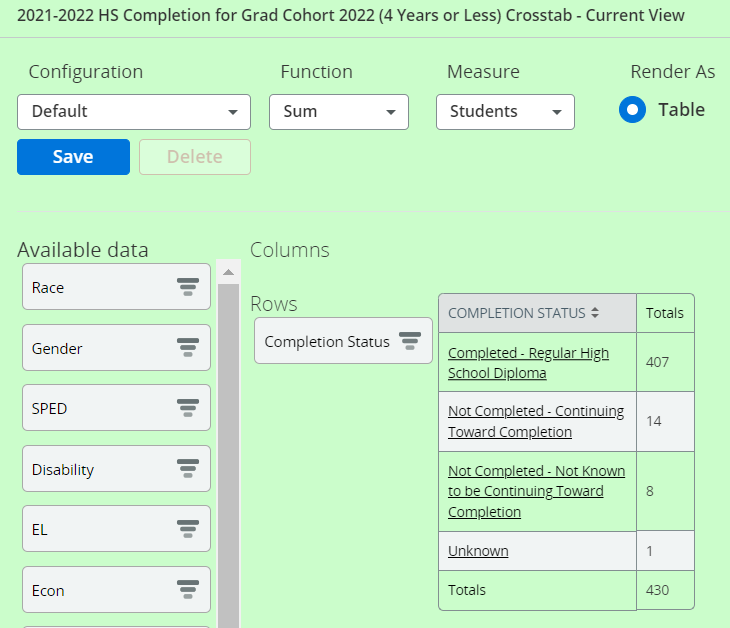 2021-2022 HS Completion for Grad Cohort 2022 (4 Years or Less) Crosstab - Current View
Configuration
Function
Measure
Render As
Default
Sum
Students
Table
Save
Delete
Available data
Columns
Race
Gender
SPED
Disability
EL
Econ
Rows
Completion Status
COMPLETION STATUS
Totals
Completed - Regular High
School Diploma
407
Not Completed - Continuing
Toward Completion
14
Not Completed - Not Known
to be Continuing Toward
Completion
8
Unknown
1
Totals
430